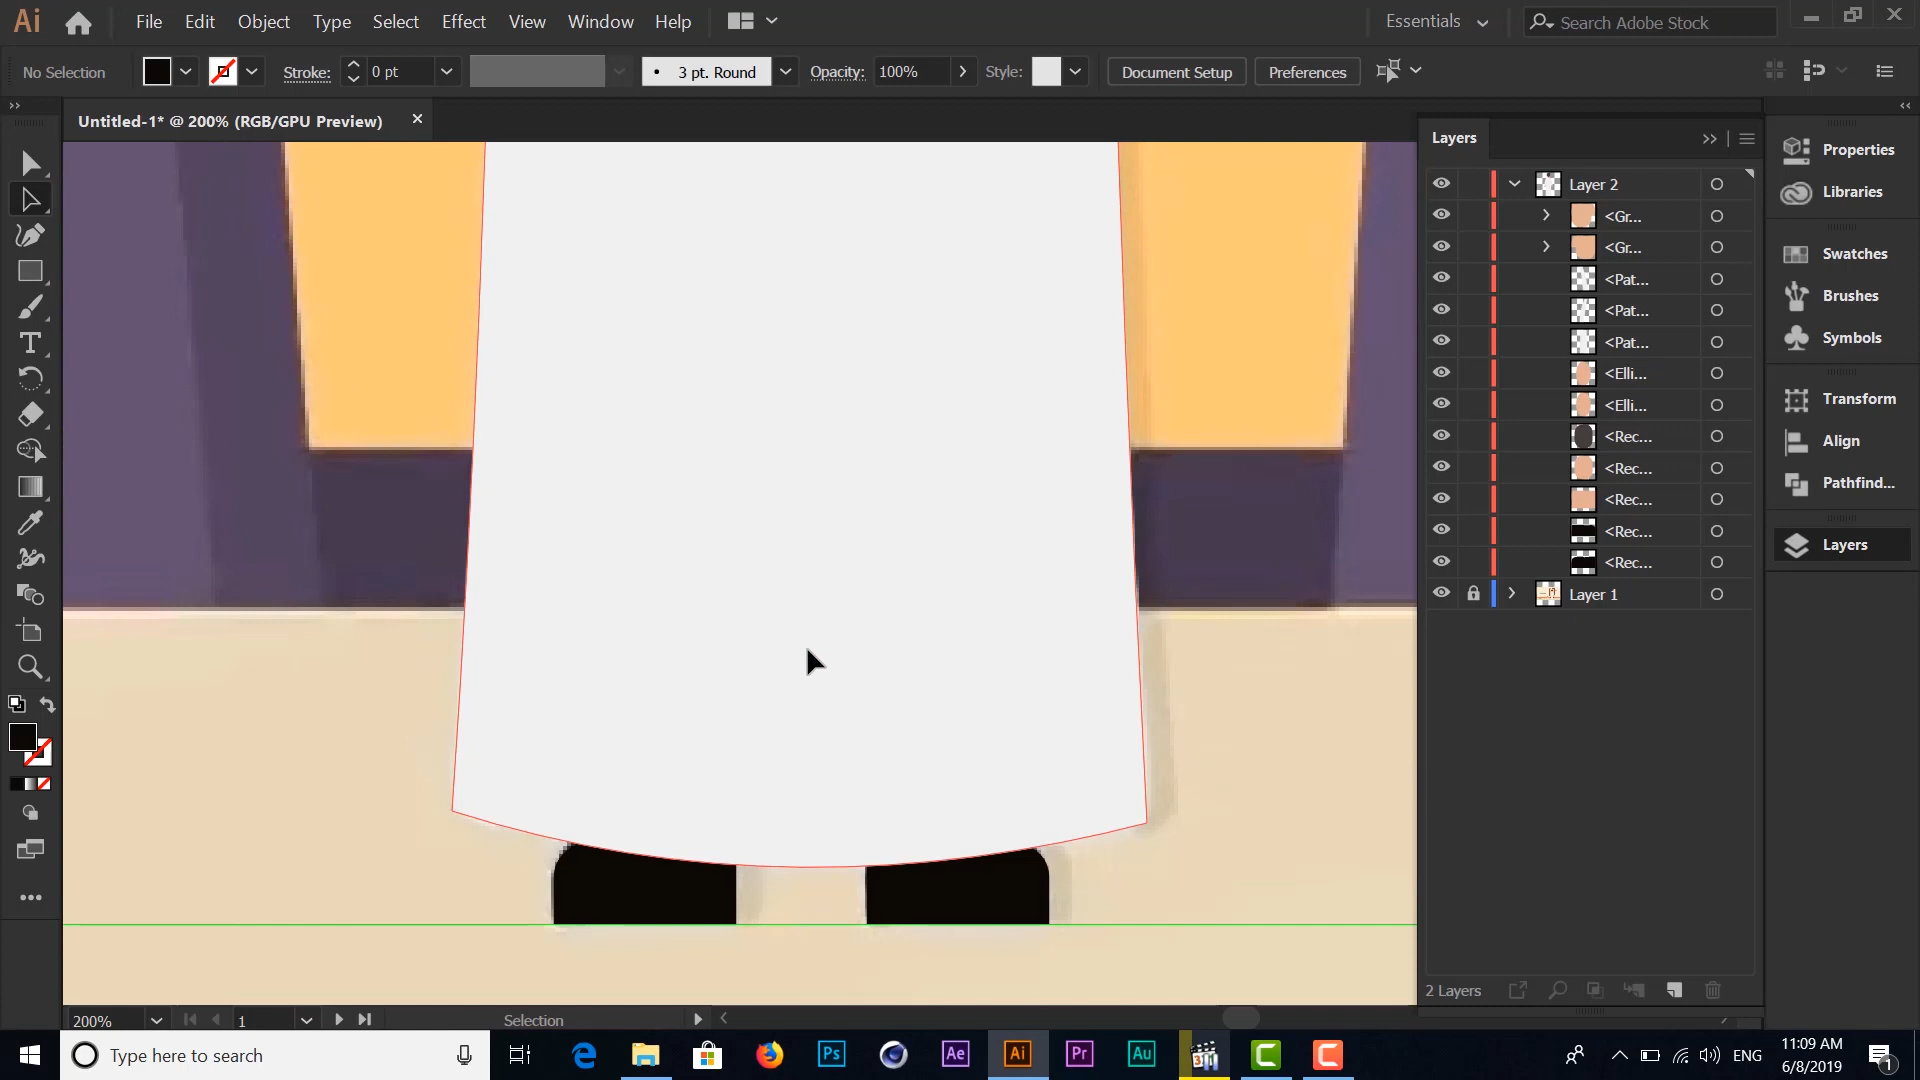 Ai File Edit Object Type Select Effect View Window Help Essentials Search Adobe Stock
No Selection Stroke: 0 pt 3 pt. Round Opacity: 100% Style: Document Setup Preferences
Untitled-1* @ 200% (RGB/GPU Preview)
Layers
Layer 2
<Gr...
<Gr...
<Pat...
<Pat...
<Pat...
<Elli...
<Elli...
<Rec...
<Rec...
<Rec...
<Rec...
<Rec...
Layer 1
2 Layers
Properties
Libraries
Swatches
Brushes
Symbols
Transform
Align
Pathfind...
Layers
200% 1 Selection
Type here to search
Ps Ae Ai Pr Au
ENG
11:09 AM
6/8/2019
1